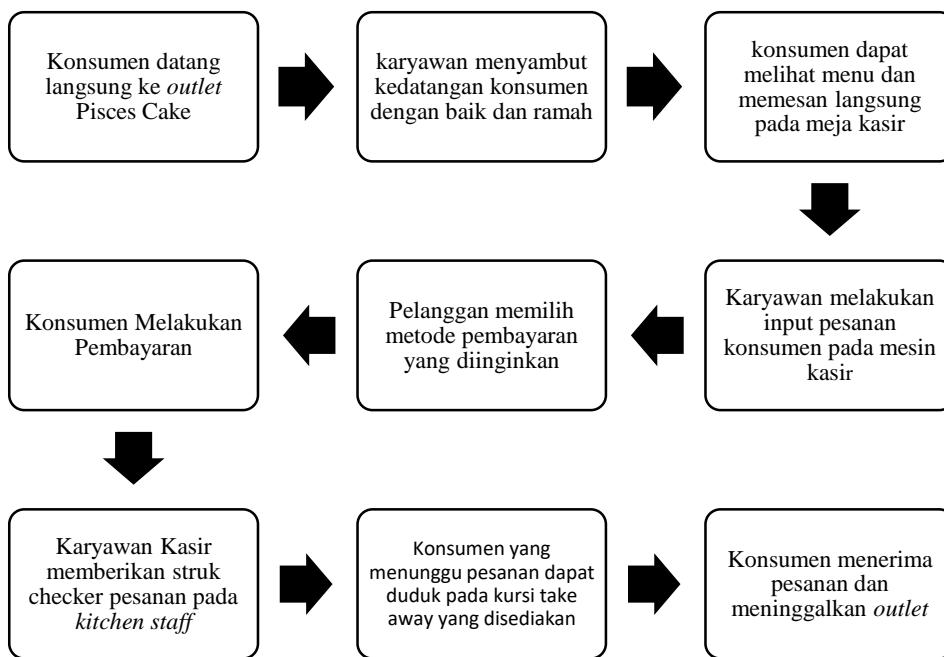 Konsumen datang
langsung ke outlet
Pisces Cake
karyawan menyambut
kedatangan konsumen
dengan baik dan ramah
konsumen dapat
melihat menu dan
memesan langsung
pada meja kasir
Karyawan melakukan
input pesanan
konsumen pada mesin
kasir
Pelanggan memilih
metode pembayaran
yang diinginkan
Konsumen Melakukan
Pembayaran
Karyawan Kasir
memberikan struk
checker pesanan pada
kitchen staff
Konsumen yang
menunggu pesanan dapat
duduk pada kursi take
away yang disediakan
Konsumen menerima
pesanan dan
meninggalkan outlet